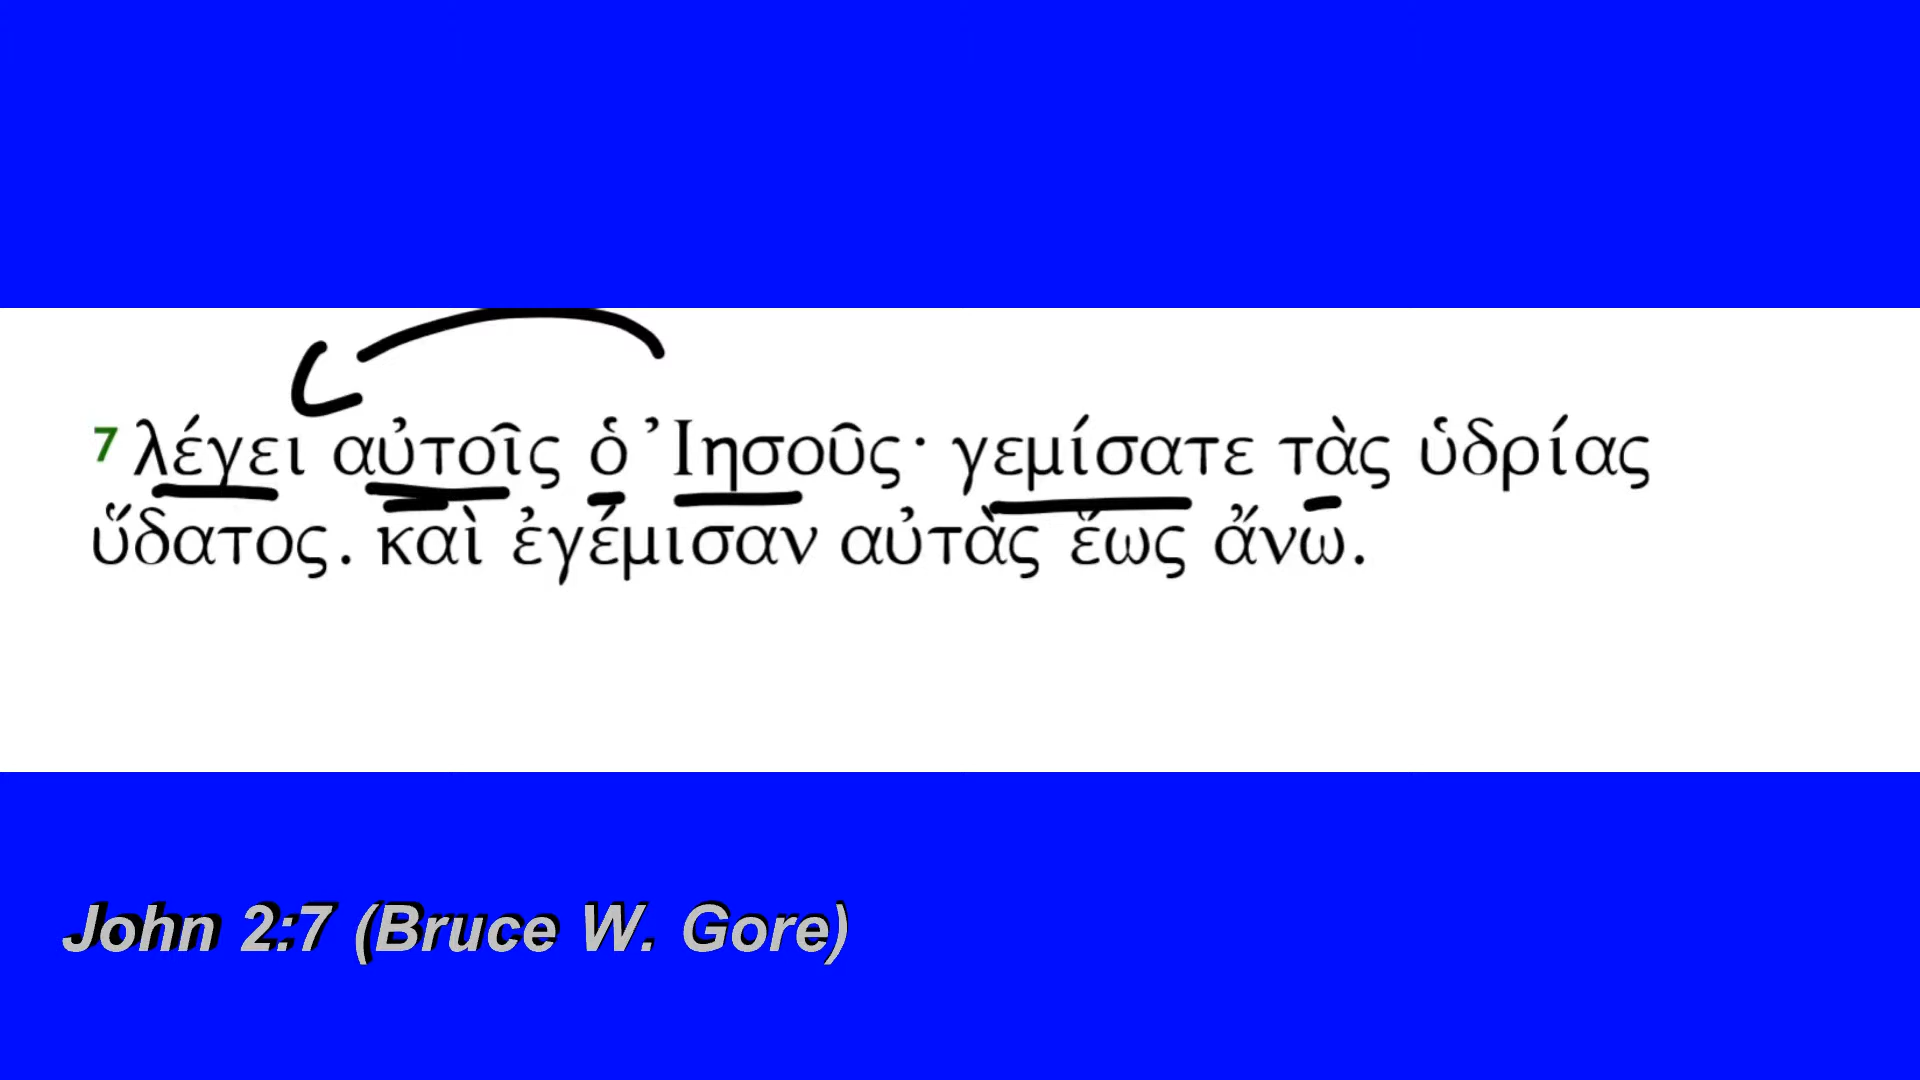 7 λέγει αὐτοῖς ὁ Ἰησοῦς· γεμίσατε τὰς ὑδρίας
ὕδατος. καὶ ἐγέμισαν αὐτὰς ἕως ἄνω.
John 2:7 (Bruce W. Gore)